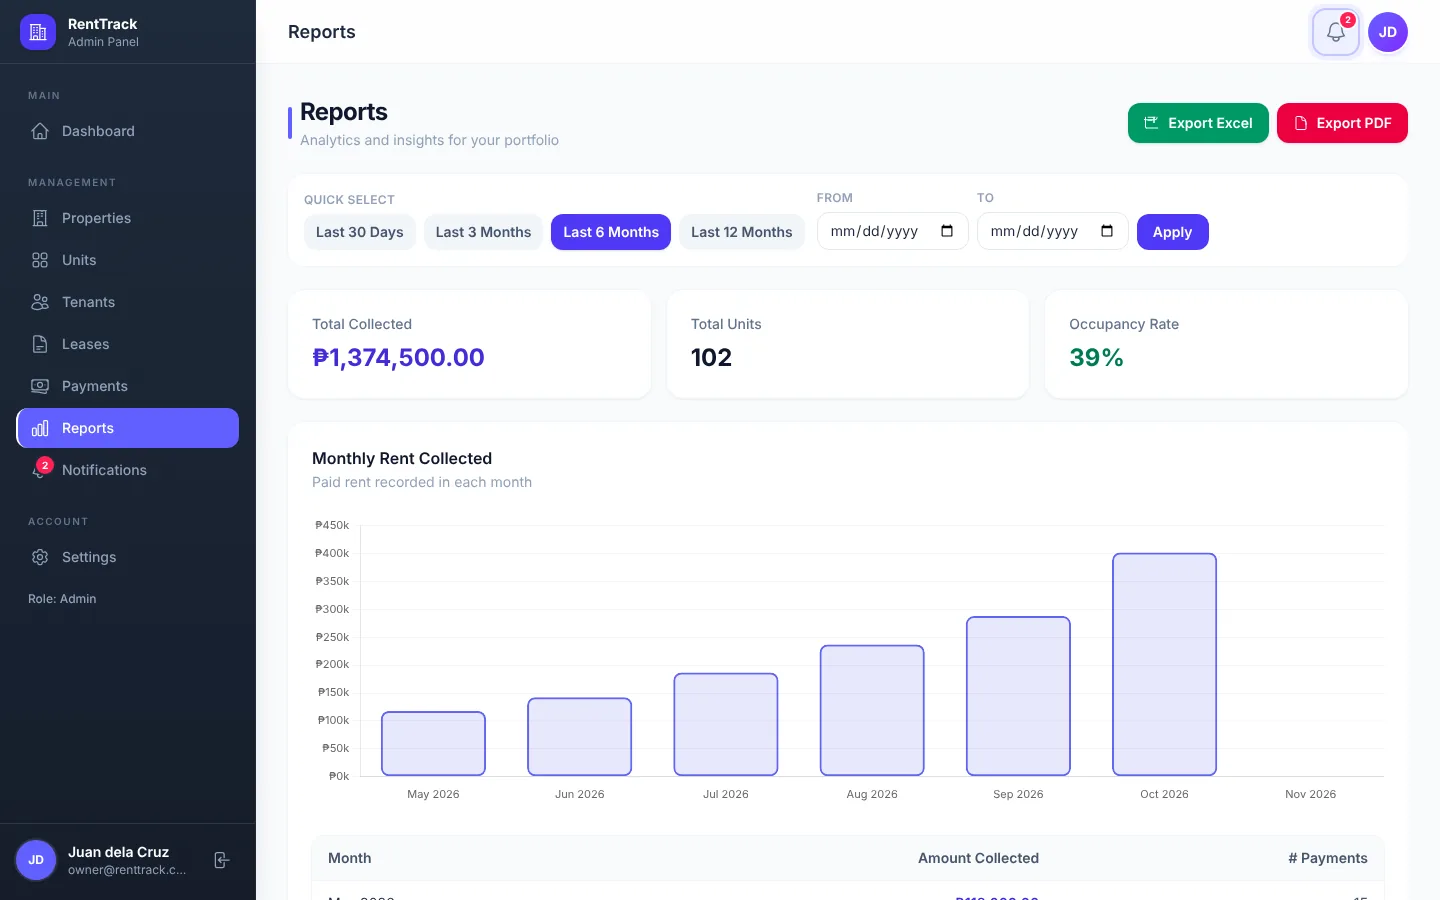 RentTrack
Admin Panel
MAIN
Dashboard
MANAGEMENT
Properties
Units
Tenants
Leases
Payments
Reports
2
Notifications
ACCOUNT
Settings
Role: Admin
JD
Juan dela Cruz
owner@renttrack.c...
Reports
2
JD
Reports
Analytics and insights for your portfolio
Export Excel
Export PDF
QUICK SELECT
Last 30 Days
Last 3 Months
Last 6 Months
Last 12 Months
FROM
mm/dd/yyyy
TO
mm/dd/yyyy
Apply
Total Collected
₱1,374,500.00
Total Units
102
Occupancy Rate
39%
Monthly Rent Collected
Paid rent recorded in each month
₱450k
₱400k
₱350k
₱300k
₱250k
₱200k
₱150k
₱100k
₱50k
₱0k
May 2026
Jun 2026
Jul 2026
Aug 2026
Sep 2026
Oct 2026
Nov 2026
Month
Amount Collected
# Payments